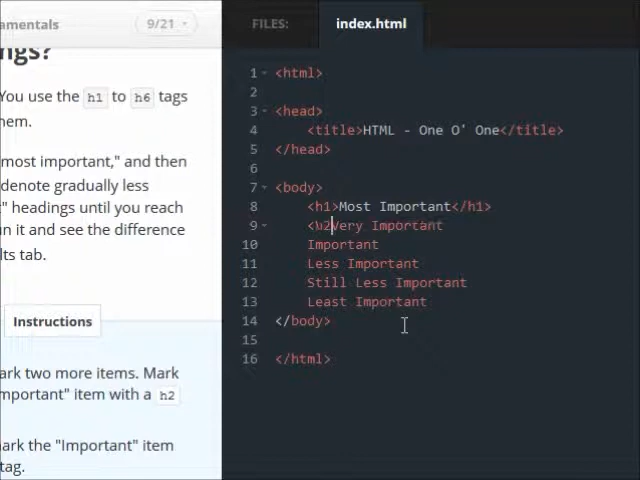 amentals
9/21
FILES:
index.html
ngs?
You use the h1 to h6 tags
em.
most important," and then
denote gradually less
" headings until you reach
n it and see the difference
lts tab.
Instructions
ark two more items. Mark
mportant" item with a h2
ark the "Important" item
tag.
1 <html>
2
3 <head>
4 <title>HTML - One O' One</title>
5 </head>
6
7 <body>
8 <h1>Most Important</h1>
9 <h2Very Important
10 Important
11 Less Important
12 Still Less Important
13 Least Important
14 </body>
15
16 </html>